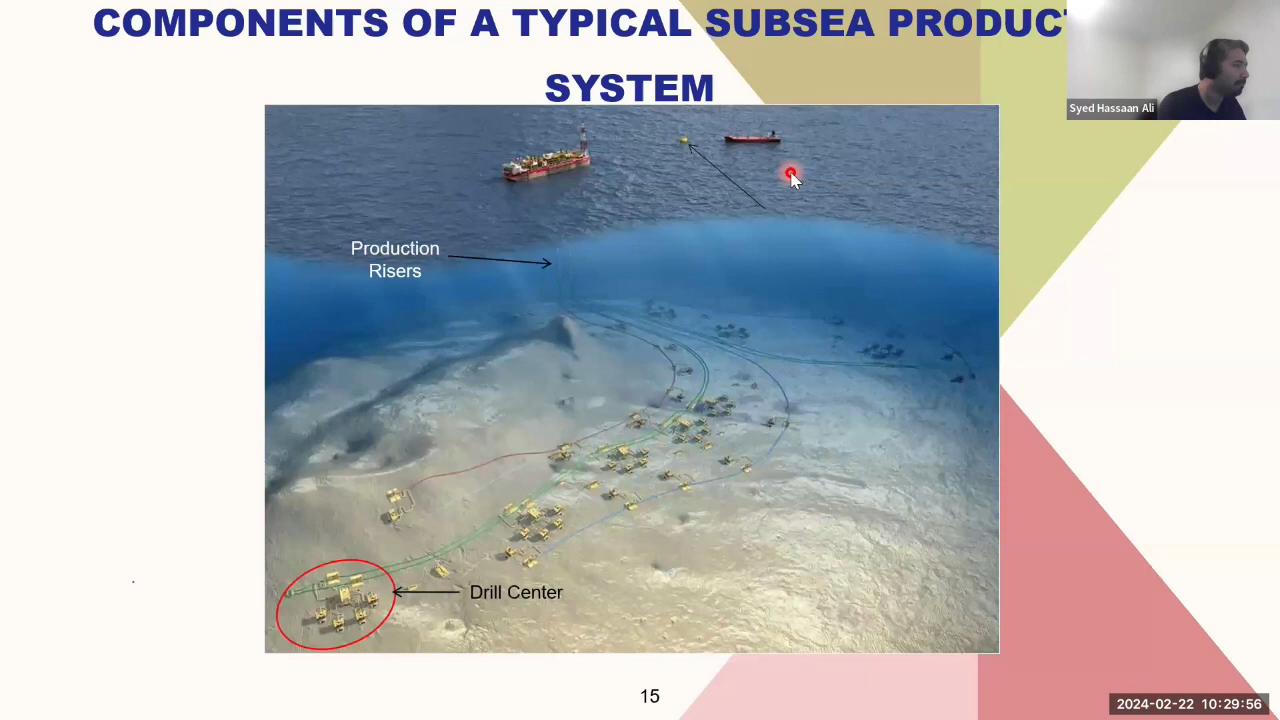 COMPONENTS OF A TYPICAL SUBSEA PRODUC
SYSTEM
Syed Hassaan Ali
Production
Risers
Drill Center
15
2024-02-22 10:29:56